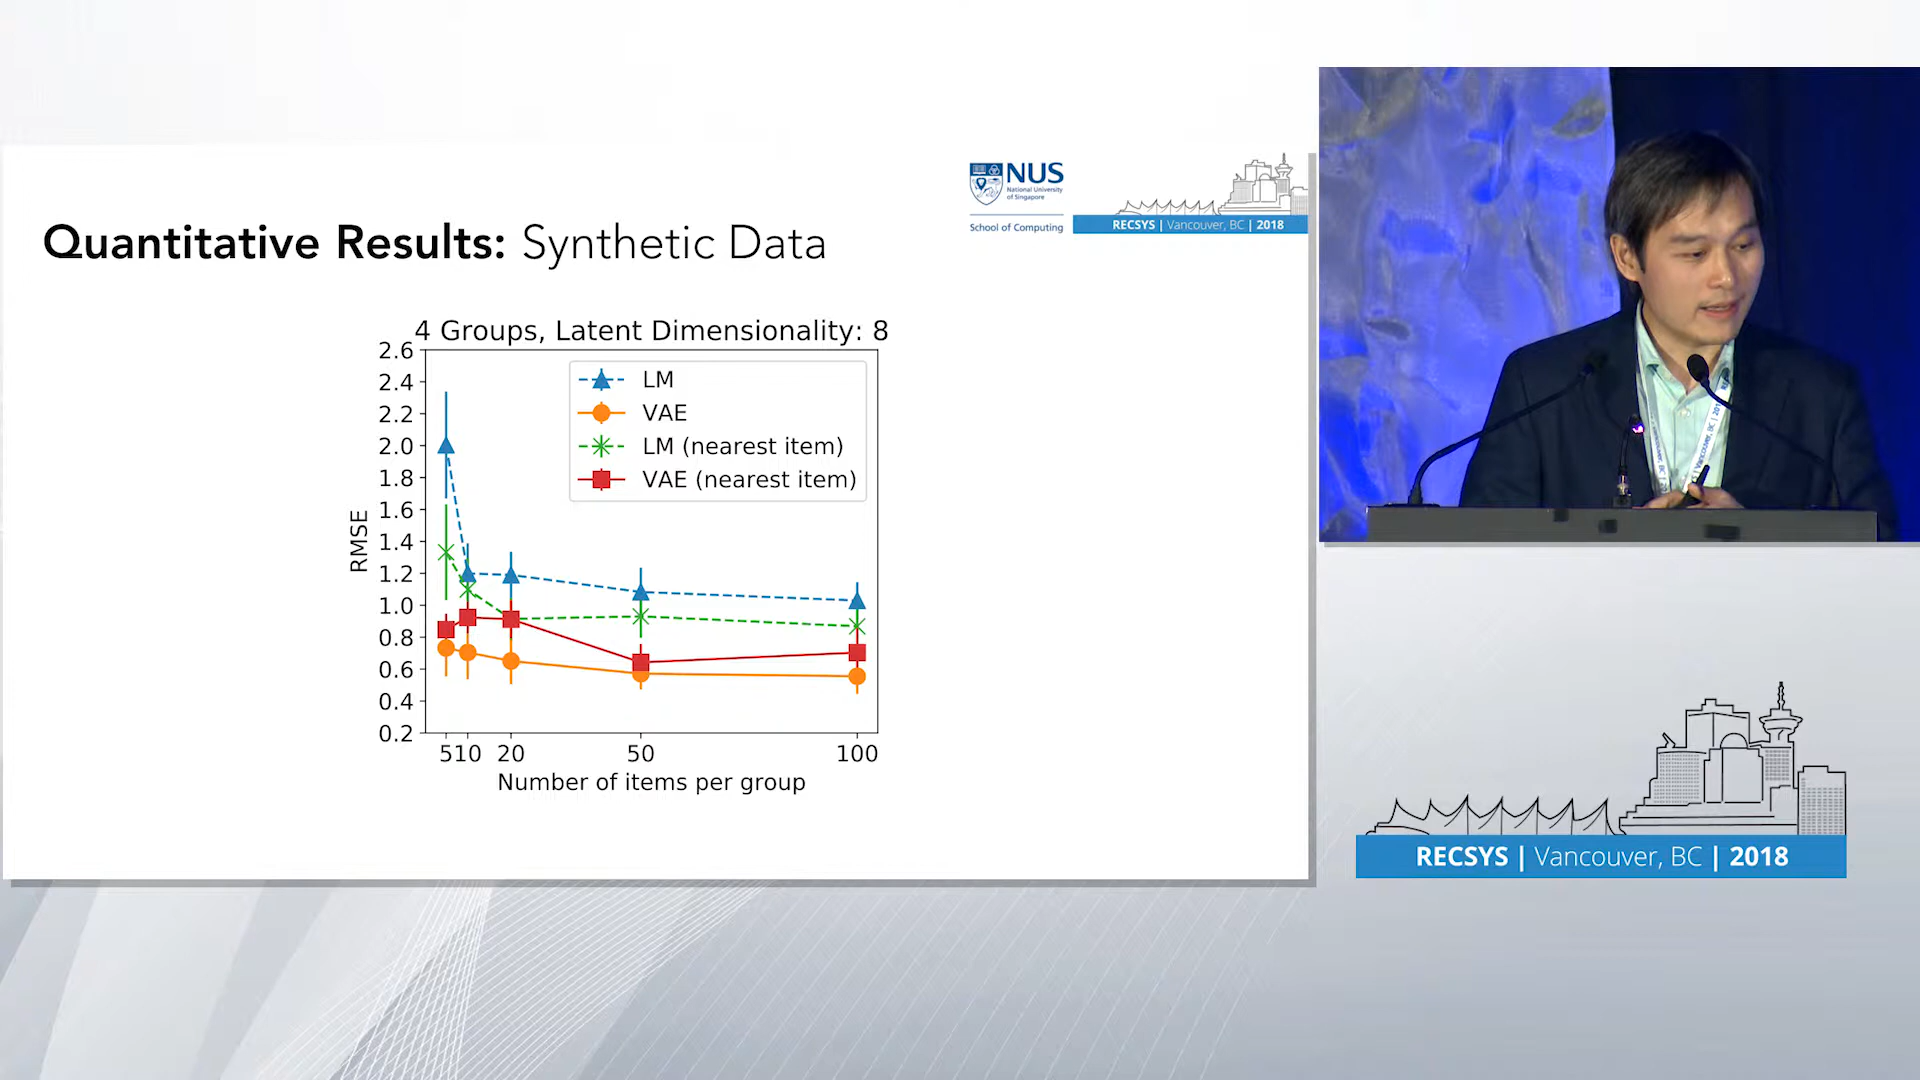 NUS
National University
of Singapore
School of Computing
RECSYS | Vancouver, BC | 2018
Quantitative Results: Synthetic Data
4 Groups, Latent Dimensionality: 8
2.6
2.4
2.2
2.0
1.8
1.6
1.4
1.2
1.0
0.8
0.6
0.4
0.2
RMSE
LM
VAE
LM (nearest item)
VAE (nearest item)
5 10 20 50 100
Number of items per group
RECSYS | Vancouver, BC | 2018